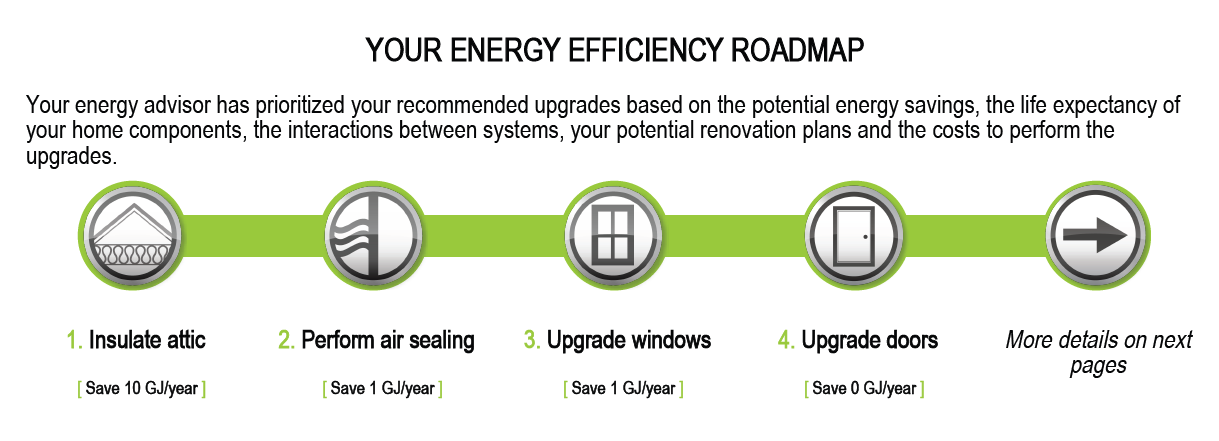 YOUR ENERGY EFFICIENCY ROADMAP
Your energy advisor has prioritized your recommended upgrades based on the potential energy savings, the life expectancy of
your home components, the interactions between systems, your potential renovation plans and the costs to perform the
upgrades.
1. Insulate attic
2. Perform air sealing
3. Upgrade windows
4. Upgrade doors
More details on next
pages
[ Save 10 GJ/year ]
[ Save 1 GJ/year ]
[ Save 1 GJ/year ]
[ Save 0 GJ/year ]